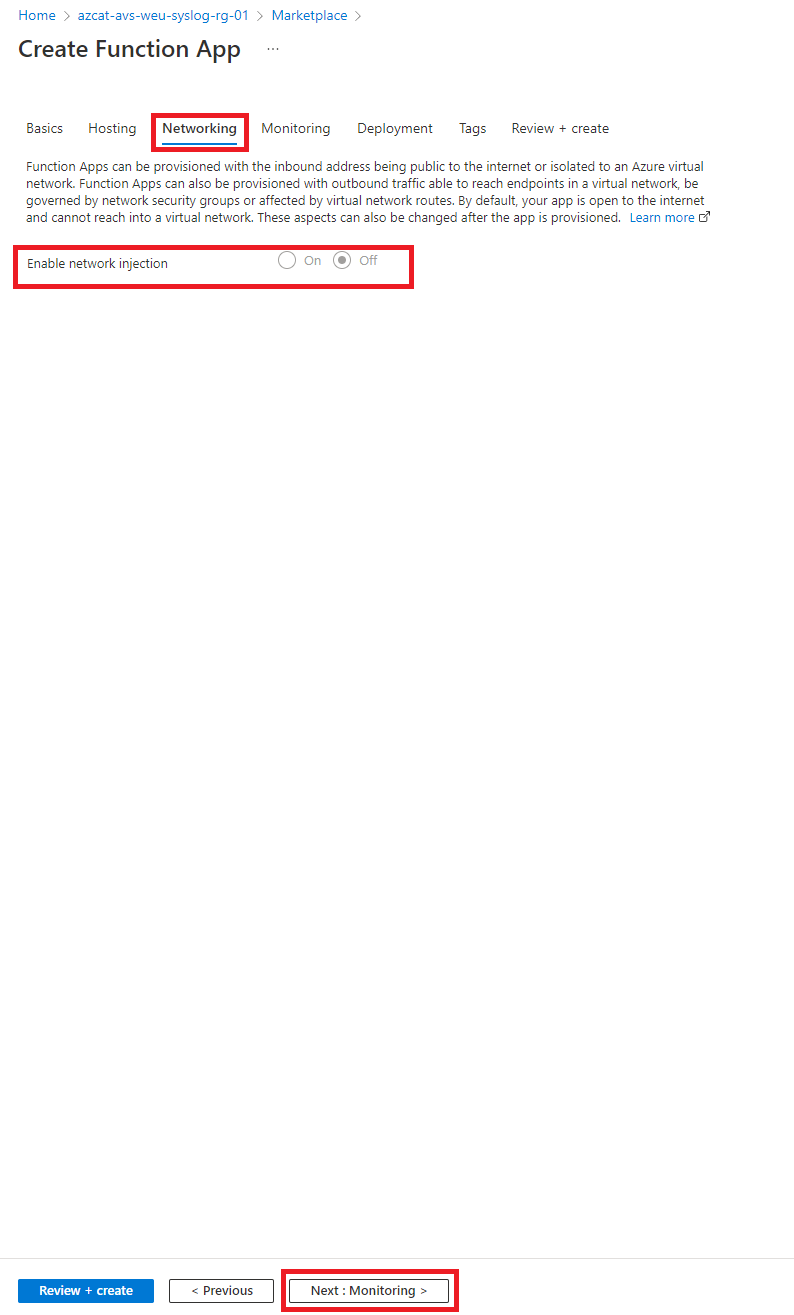 Home > azcat-avs-weu-syslog-rg-01 > Marketplace >
Create Function App ...
Basics Hosting Networking Monitoring Deployment Tags Review + create
Function Apps can be provisioned with the inbound address being public to the internet or isolated to an Azure virtual
network. Function Apps can also be provisioned with outbound traffic able to reach endpoints in a virtual network, be
governed by network security groups or affected by virtual network routes. By default, your app is open to the internet
and cannot reach into a virtual network. These aspects can also be changed after the app is provisioned. Learn more
Enable network injection On Off
Review + create < Previous Next : Monitoring >